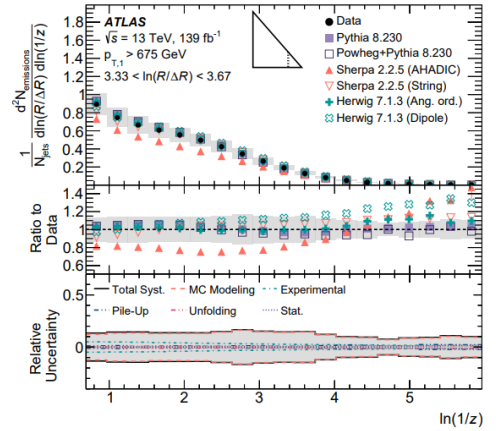 ATLAS
√s = 13 TeV, 139 fb⁻¹
p_{T,1} > 675 GeV
3.33 < ln(R/ΔR) < 3.67
Data
Pythia 8.230
Powheg+Pythia 8.230
Sherpa 2.2.5 (AHADIC)
Sherpa 2.2.5 (String)
Herwig 7.1.3 (Ang. ord.)
Herwig 7.1.3 (Dipole)
1/N_{jets} d²N_{emissions}/dln(R/ΔR) dln(1/z)
1.8
1.6
1.4
1.2
1
0.8
0.6
0.4
0.2
Ratio to
Data
1.4
1.2
1
0.8
0.6
Total Syst. MC Modeling Experimental
Pile-Up Unfolding Stat.
Relative
Uncertainty
0.5
0
1 2 3 4 5
ln(1/z)